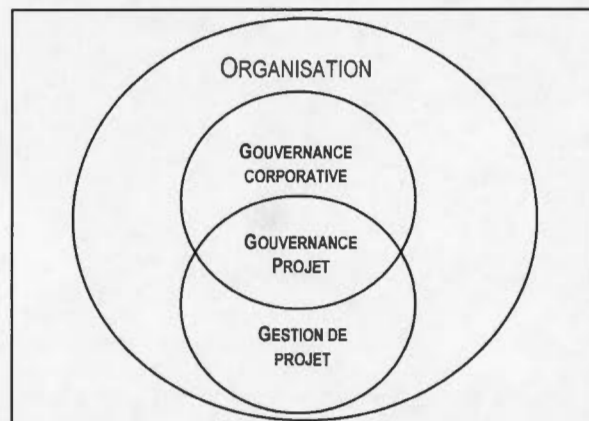 ORGANISATION
GOUVERNANCE
CORPORATIVE
GOUVERNANCE
PROJET
GESTION DE
PROJET